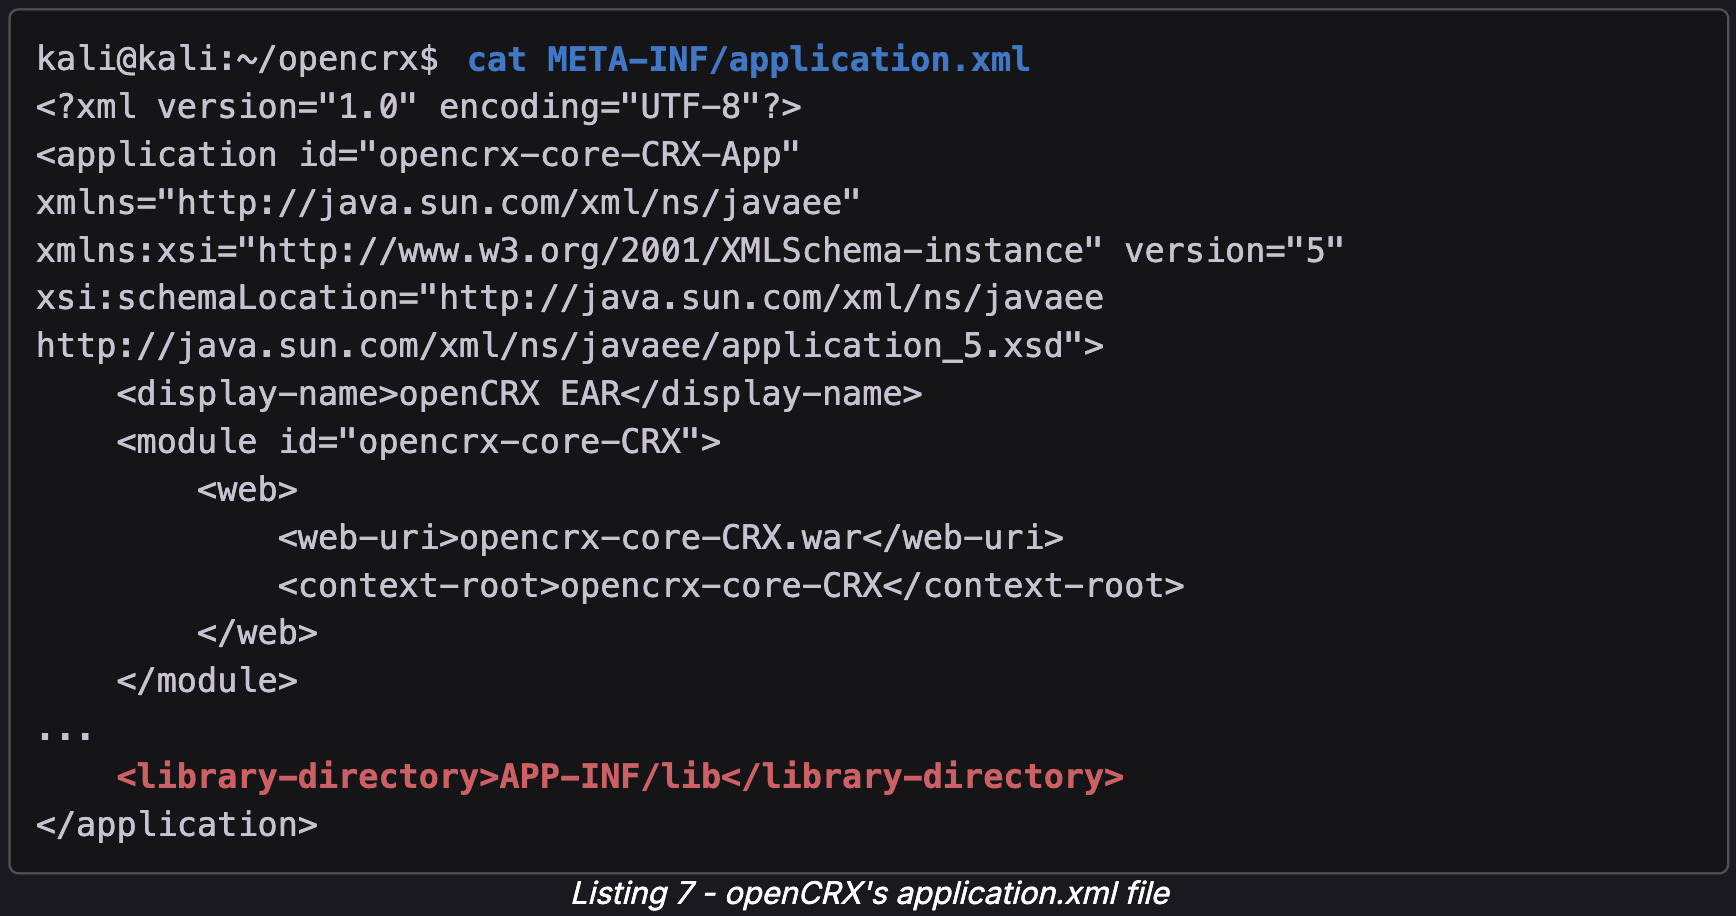 kali@kali:~/opencrx$ cat META-INF/application.xml
<?xml version="1.0" encoding="UTF-8"?>
<application id="opencrx-core-CRX-App"
xmlns="http://java.sun.com/xml/ns/javaee"
xmlns:xsi="http://www.w3.org/2001/XMLSchema-instance" version="5"
xsi:schemaLocation="http://java.sun.com/xml/ns/javaee
http://java.sun.com/xml/ns/javaee/application_5.xsd">
    <display-name>openCRX EAR</display-name>
    <module id="opencrx-core-CRX">
        <web>
            <web-uri>opencrx-core-CRX.war</web-uri>
            <context-root>opencrx-core-CRX</context-root>
        </web>
    </module>
...
    <library-directory>APP-INF/lib</library-directory>
</application>
Listing 7 - openCRX's application.xml file